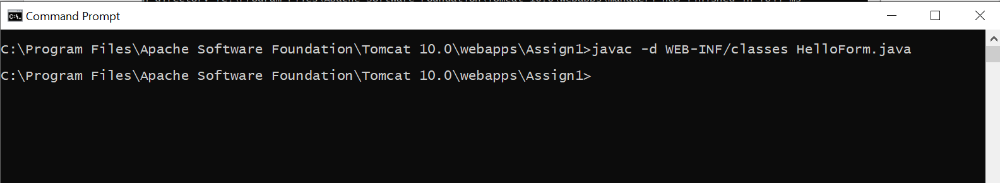 Command Prompt
C:\Program Files\Apache Software Foundation\Tomcat 10.0\webapps\Assign1>javac -d WEB-INF/classes HelloForm.java
C:\Program Files\Apache Software Foundation\Tomcat 10.0\webapps\Assign1>